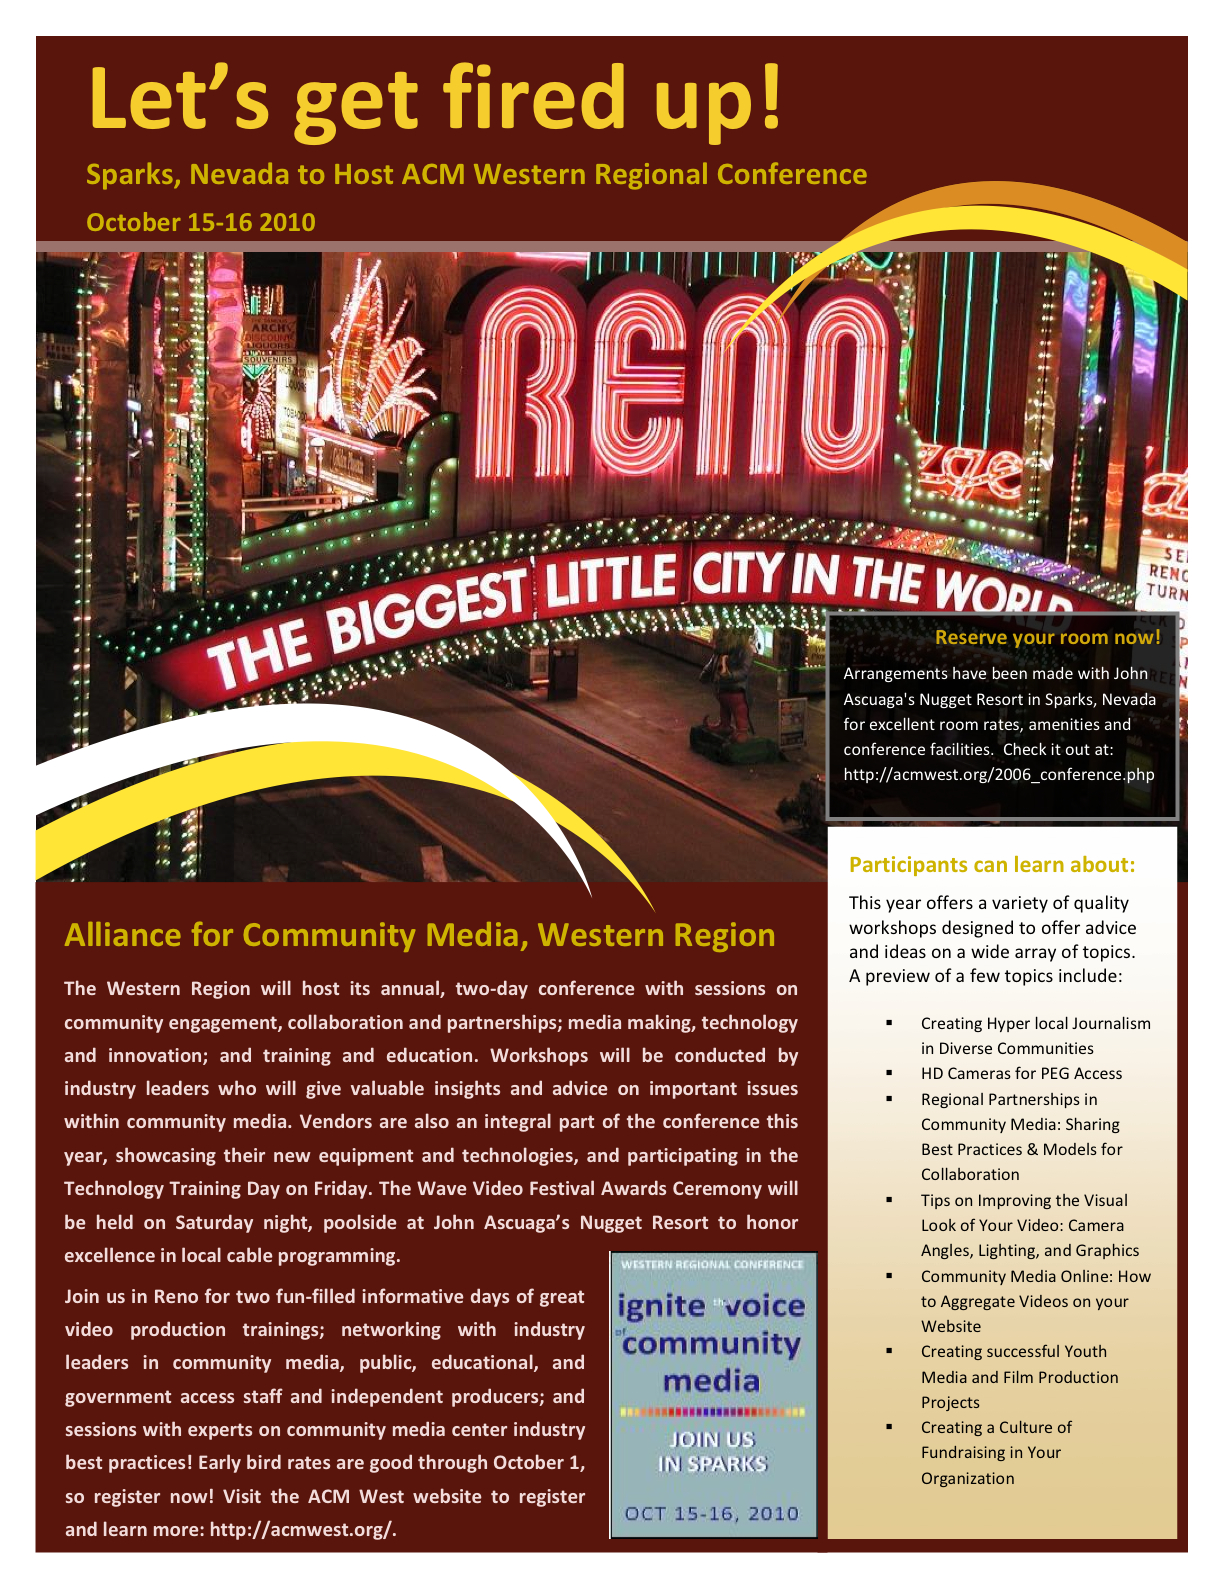 Let's get fired up!
Sparks, Nevada to Host ACM Western Regional Conference
October 15-16 2010
ARCH
DISCOUNT
LIQUORS
SOUVENIRS
RENO
THE BIGGEST LITTLE CITY IN THE WORLD
RENO
TURN
Reserve your room now!
Arrangements have been made with John
Ascuaga's Nugget Resort in Sparks, Nevada
for excellent room rates, amenities and
conference facilities.  Check it out at:
http://acmwest.org/2006_conference.php
Alliance for Community Media, Western Region
The Western Region will host its annual, two-day conference with sessions on
community engagement, collaboration and partnerships; media making, technology
and innovation; and training and education. Workshops will be conducted by
industry leaders who will give valuable insights and advice on important issues
within community media. Vendors are also an integral part of the conference this
year, showcasing their new equipment and technologies, and participating in the
Technology Training Day on Friday. The Wave Video Festival Awards Ceremony will
be held on Saturday night, poolside at John Ascuaga’s Nugget Resort to honor
excellence in local cable programming.
Join us in Reno for two fun-filled informative days of great
video production trainings; networking with industry
leaders in community media, public, educational, and
government access staff and independent producers; and
sessions with experts on community media center industry
best practices! Early bird rates are good through October 1,
so register now! Visit the ACM West website to register
and learn more: http://acmwest.org/.
WESTERN REGIONAL CONFERENCE
ignite the voice
of community
media
JOIN US
IN SPARKS
OCT 15-16, 2010
Participants can learn about:
This year offers a variety of quality
workshops designed to offer advice
and ideas on a wide array of topics.
A preview of a few topics include:
▪ Creating Hyper local Journalism
in Diverse Communities
▪ HD Cameras for PEG Access
▪ Regional Partnerships in
Community Media: Sharing
Best Practices & Models for
Collaboration
▪ Tips on Improving the Visual
Look of Your Video: Camera
Angles, Lighting, and Graphics
▪ Community Media Online: How
to Aggregate Videos on your
Website
▪ Creating successful Youth
Media and Film Production
Projects
▪ Creating a Culture of
Fundraising in Your
Organization